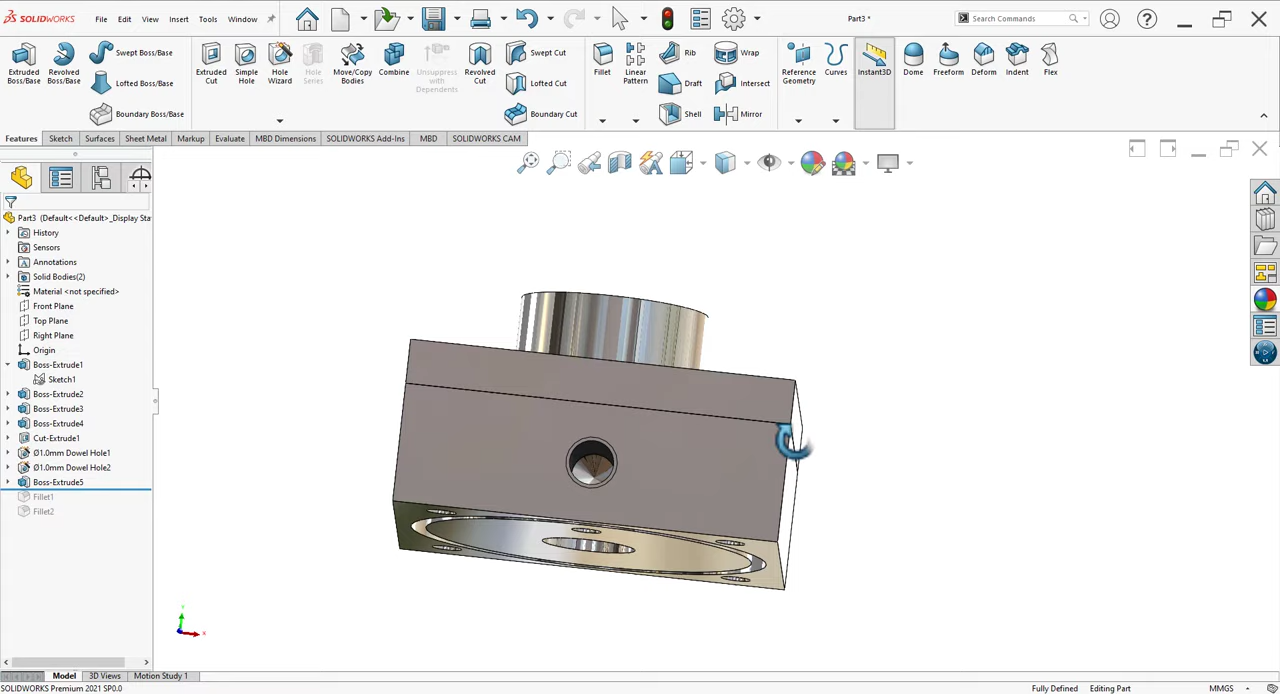 SOLIDWORKS File Edit View Insert Tools Window Part3 * Search Commands
Extruded Boss/Base
Revolved Boss/Base
Swept Boss/Base
Lofted Boss/Base
Boundary Boss/Base
Extruded Cut
Simple Hole
Hole Wizard
Hole Series
Move/Copy Bodies
Combine
Unsuppress with Dependents
Revolved Cut
Swept Cut
Lofted Cut
Boundary Cut
Fillet
Linear Pattern
Rib
Draft
Shell
Wrap
Intersect
Mirror
Reference Geometry
Curves
Instant3D
Dome
Freeform
Deform
Indent
Flex
Features Sketch Surfaces Sheet Metal Markup Evaluate MBD Dimensions SOLIDWORKS Add-Ins MBD SOLIDWORKS CAM
Part3 (Default<<Default>_Display Sta
History
Sensors
Annotations
Solid Bodies(2)
Material <not specified>
Front Plane
Top Plane
Right Plane
Origin
Boss-Extrude1
Sketch1
Boss-Extrude2
Boss-Extrude3
Boss-Extrude4
Cut-Extrude1
Ø1.0mm Dowel Hole1
Ø1.0mm Dowel Hole2
Boss-Extrude5
Fillet1
Fillet2
Model 3D Views Motion Study 1
SOLIDWORKS Premium 2021 SP0.0 Fully Defined Editing Part MMGS